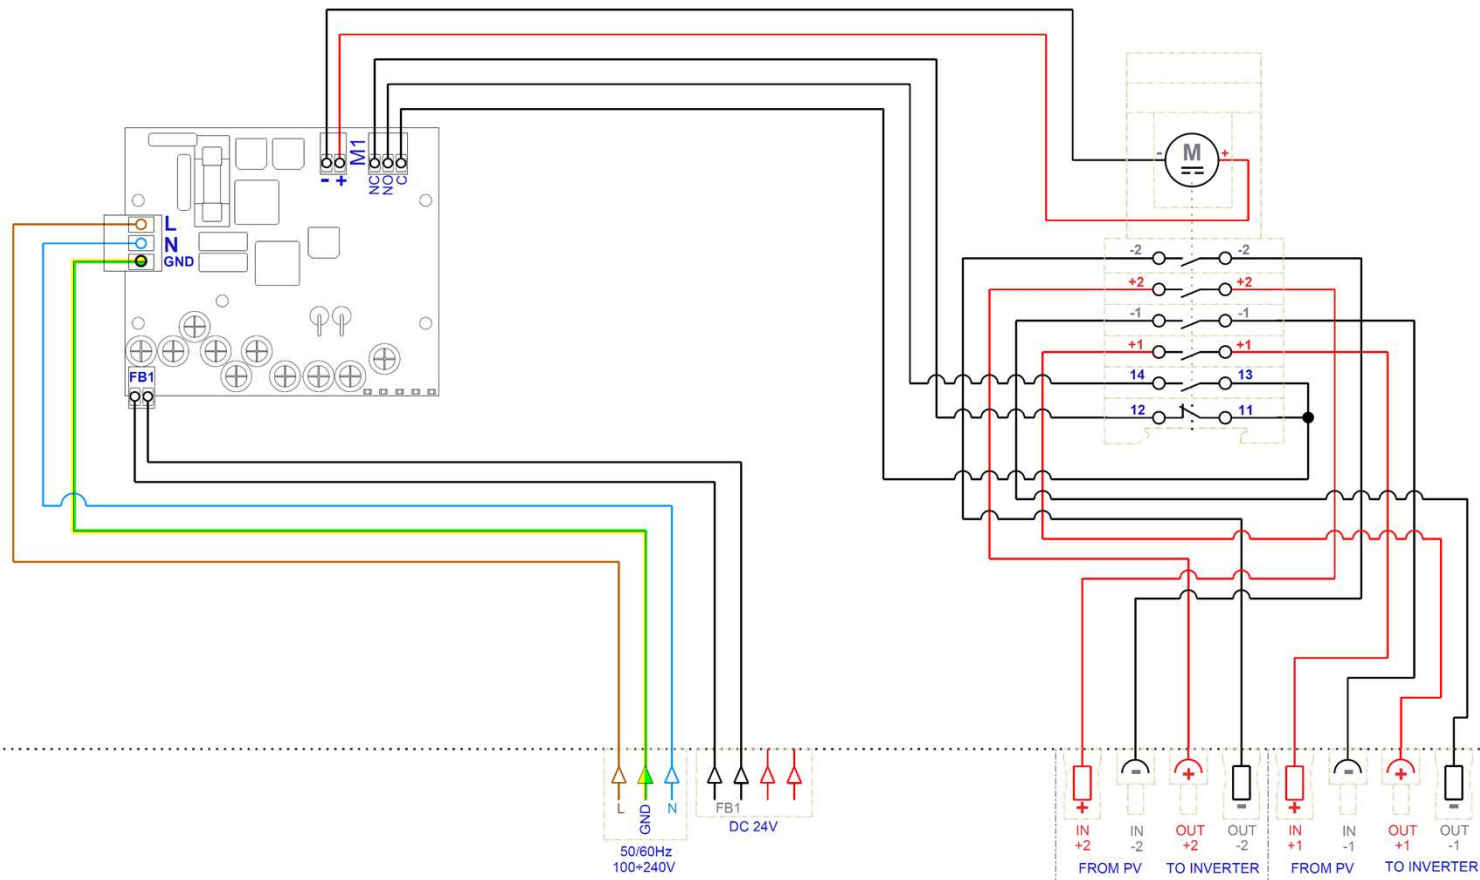 M1
- +
NC
NO
C
L
N
GND
FB1
- M +
-2 -2
+2 +2
-1 -1
+1 +1
14 13
12 11
L
GND
N
50/60Hz
100÷240V
FB1
DC 24V
+ - + - + - + -
IN IN OUT OUT IN IN OUT OUT
+2 -2 +2 -2 +1 -1 +1 -1
FROM PV TO INVERTER FROM PV TO INVERTER